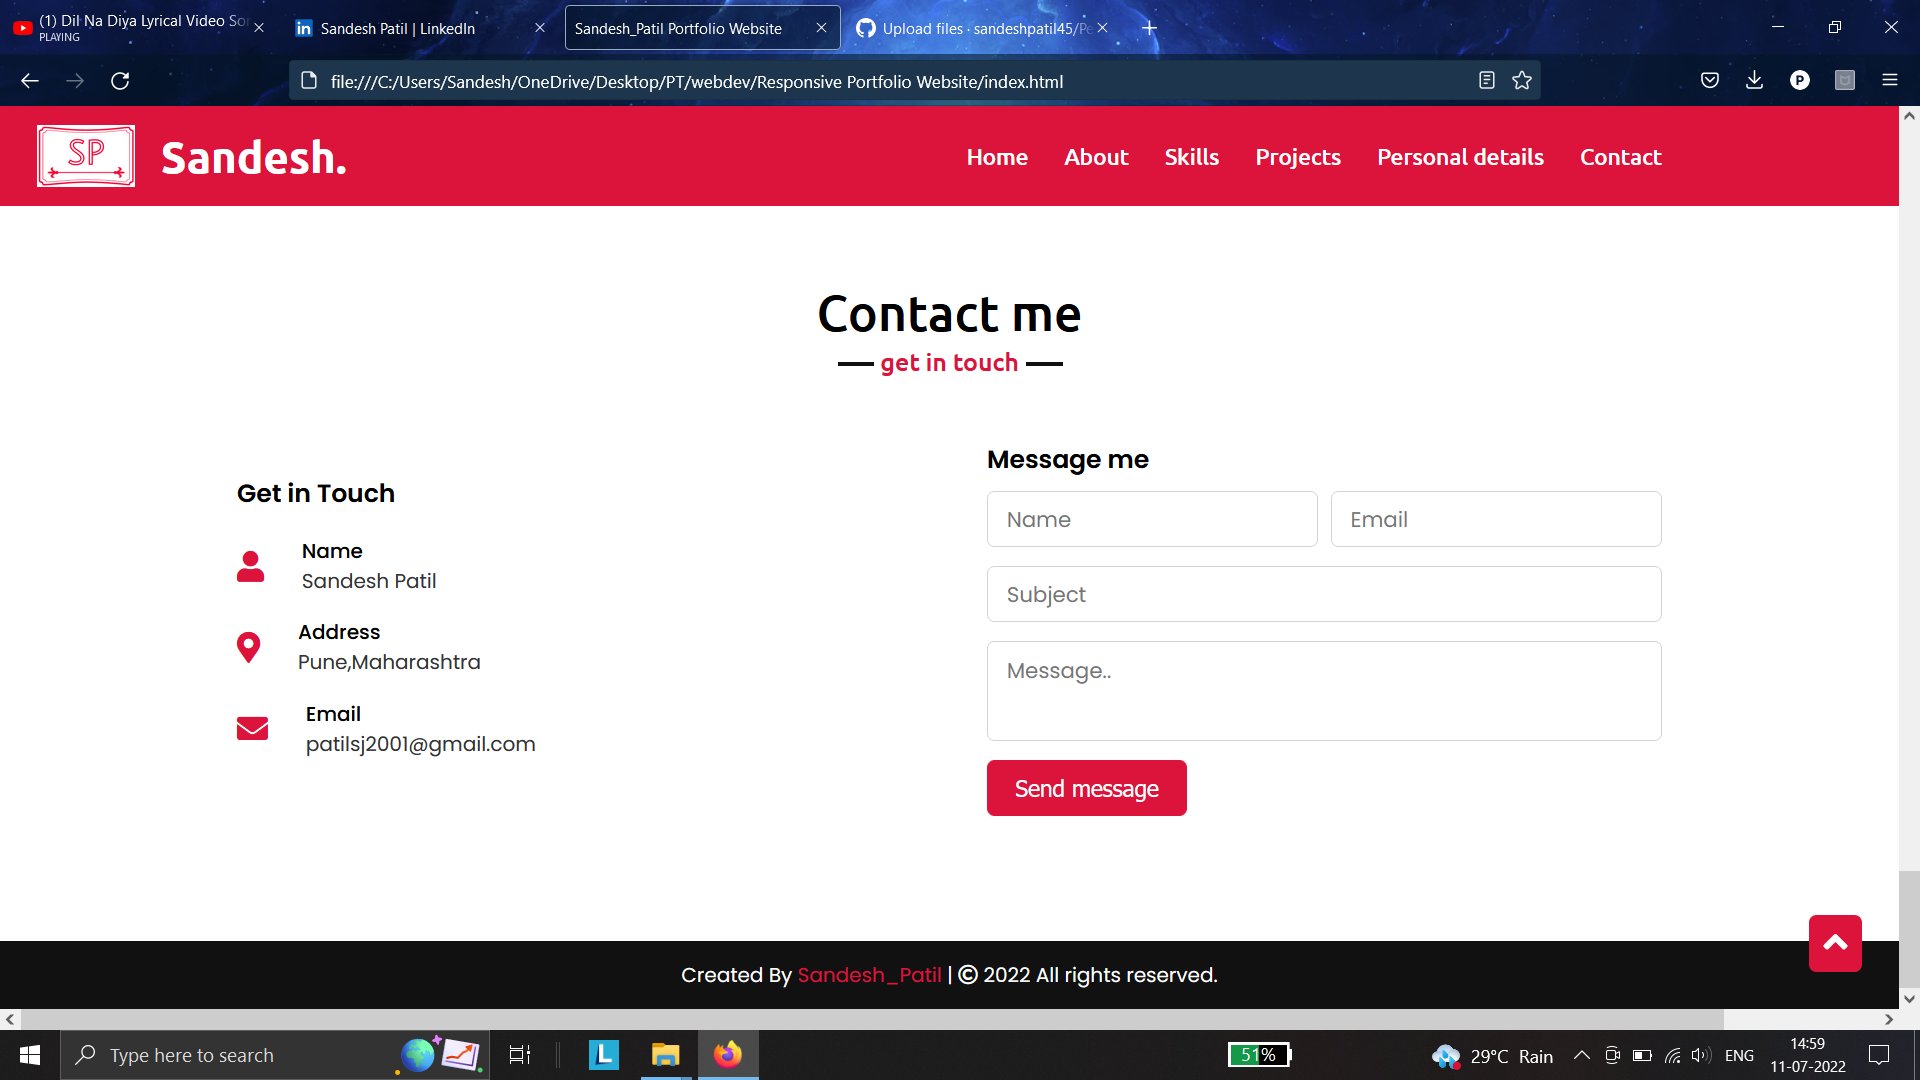 (1) Dil Na Diya Lyrical Video Sor
PLAYING
Sandesh Patil | LinkedIn
Sandesh_Patil Portfolio Website
Upload files · sandeshpatil45/Pe
file:///C:/Users/Sandesh/OneDrive/Desktop/PT/webdev/Responsive Portfolio Website/index.html
SP
Sandesh.
Home About Skills Projects Personal details Contact
Contact me
get in touch
Get in Touch
Name
Sandesh Patil
Address
Pune,Maharashtra
Email
patilsj2001@gmail.com
Message me
Name
Email
Subject
Message..
Send message
Created By Sandesh_Patil | © 2022 All rights reserved.
Type here to search
51%
29°C Rain
ENG
14:59
11-07-2022